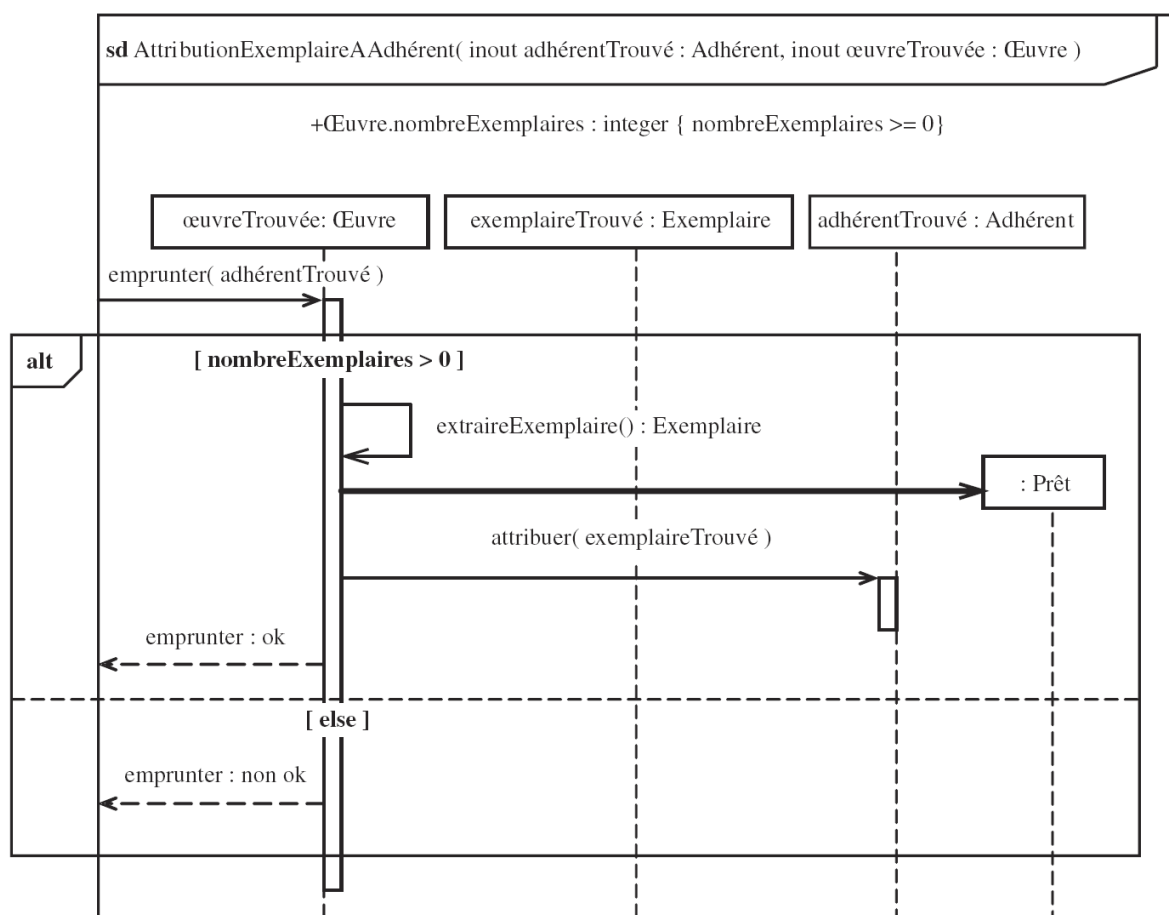 sd AttributionExemplaireAAdhérent( inout adhérentTrouvé : Adhérent, inout œuvreTrouvée : Œuvre )
+Œuvre.nombreExemplaires : integer { nombreExemplaires >= 0}
œuvreTrouvée: Œuvre
exemplaireTrouvé : Exemplaire
adhérentTrouvé : Adhérent
emprunter( adhérentTrouvé )
alt
[ nombreExemplaires > 0 ]
extraireExemplaire() : Exemplaire
: Prêt
attribuer( exemplaireTrouvé )
emprunter : ok
[ else ]
emprunter : non ok